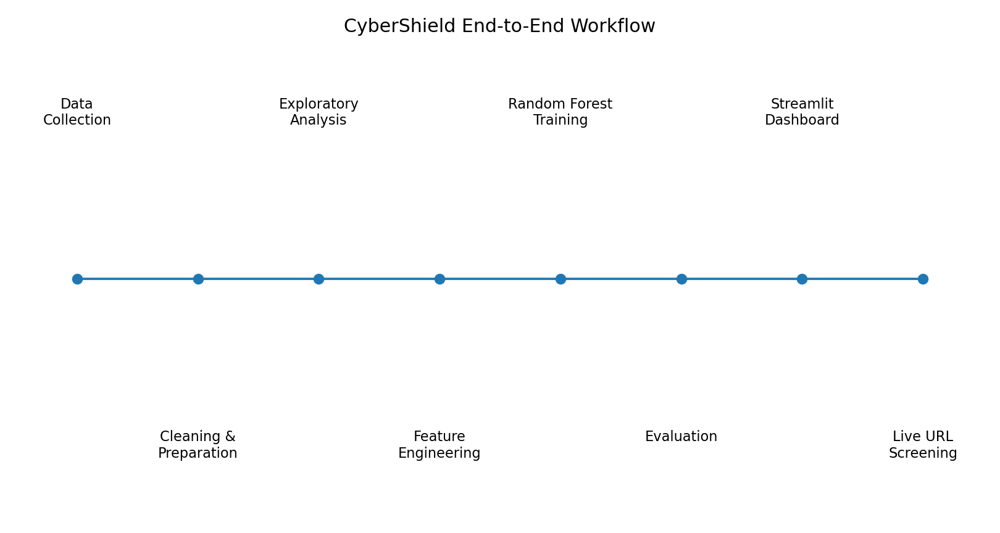 CyberShield End-to-End Workflow
Data
Collection
Exploratory
Analysis
Random Forest
Training
Streamlit
Dashboard
Cleaning &
Preparation
Feature
Engineering
Evaluation
Live URL
Screening